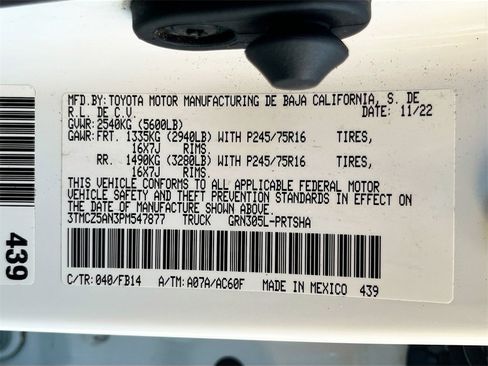 MFD.BY:TOYOTA MOTOR MANUFACTURING DE BAJA CALIFORNIA, S. DE
R.L. DE C.V. DATE: 11/22
GVWR:2540KG (5600LB)
GAWR:FRT. 1335KG (2940LB) WITH P245/75R16 TIRES,
16X7J RIMS.
RR. 1490KG (3280LB) WITH P245/75R16 TIRES,
16X7J RIMS.
THIS VEHICLE CONFORMS TO ALL APPLICABLE FEDERAL MOTOR
VEHICLE SAFETY AND THEFT PREVENTION STANDARDS IN EFFECT ON
THE DATE OF MANUFACTURE SHOWN ABOVE.
3TMCZ5AN3PM547877 TRUCK GRN305L-PRTSHA
C/TR:040/FB14 A/TM:A07A/AC60F MADE IN MEXICO 439
439